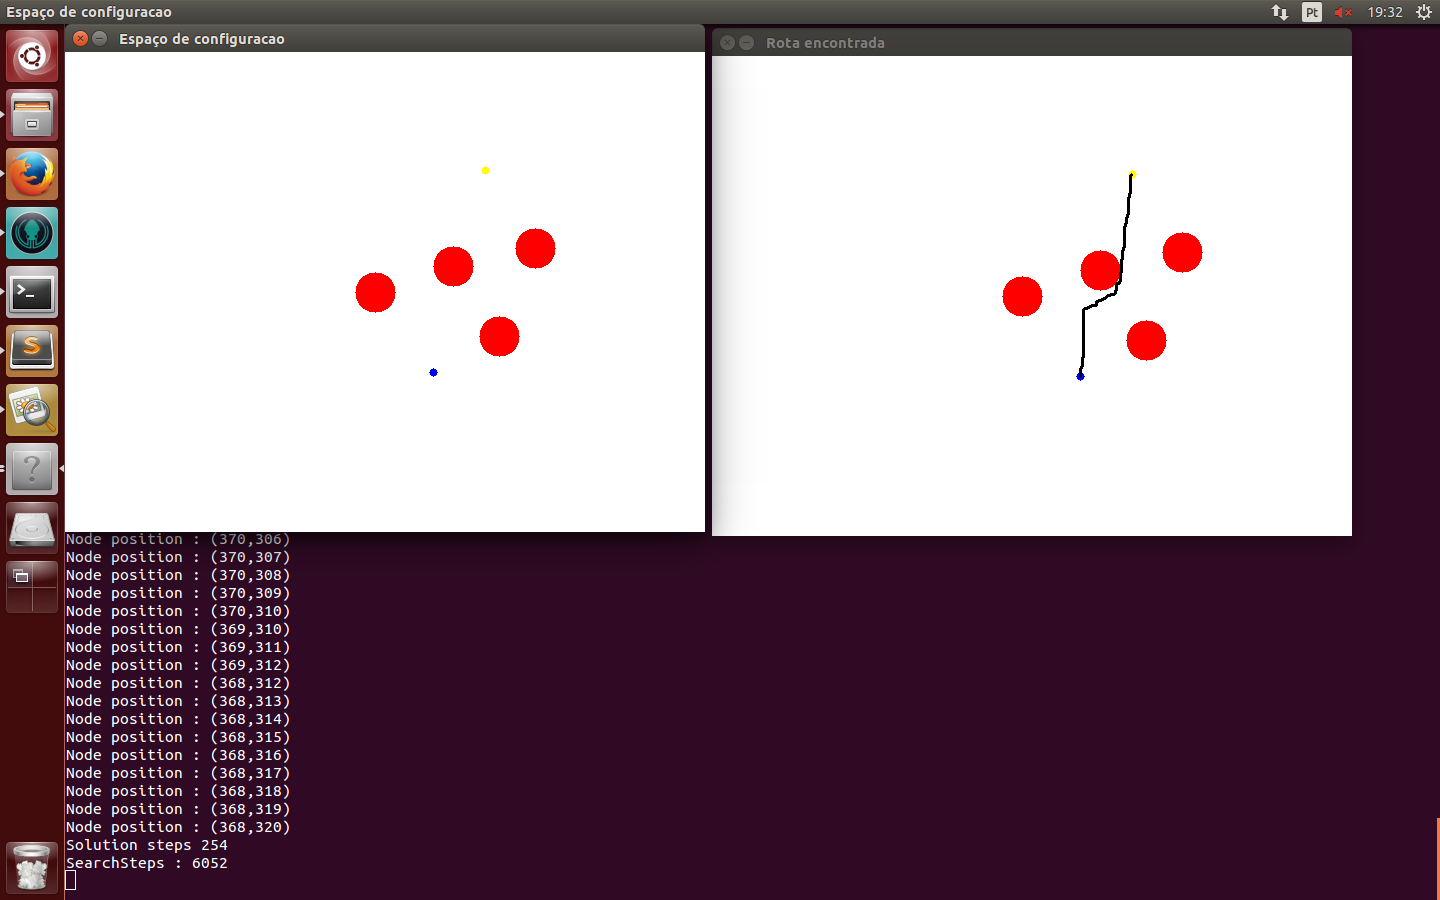 Espaço de configuracao
Pt
19:32
Espaço de configuracao
Rota encontrada
Node position : (370,306)
Node position : (370,307)
Node position : (370,308)
Node position : (370,309)
Node position : (370,310)
Node position : (369,310)
Node position : (369,311)
Node position : (369,312)
Node position : (368,312)
Node position : (368,313)
Node position : (368,314)
Node position : (368,315)
Node position : (368,316)
Node position : (368,317)
Node position : (368,318)
Node position : (368,319)
Node position : (368,320)
Solution steps 254
SearchSteps : 6052